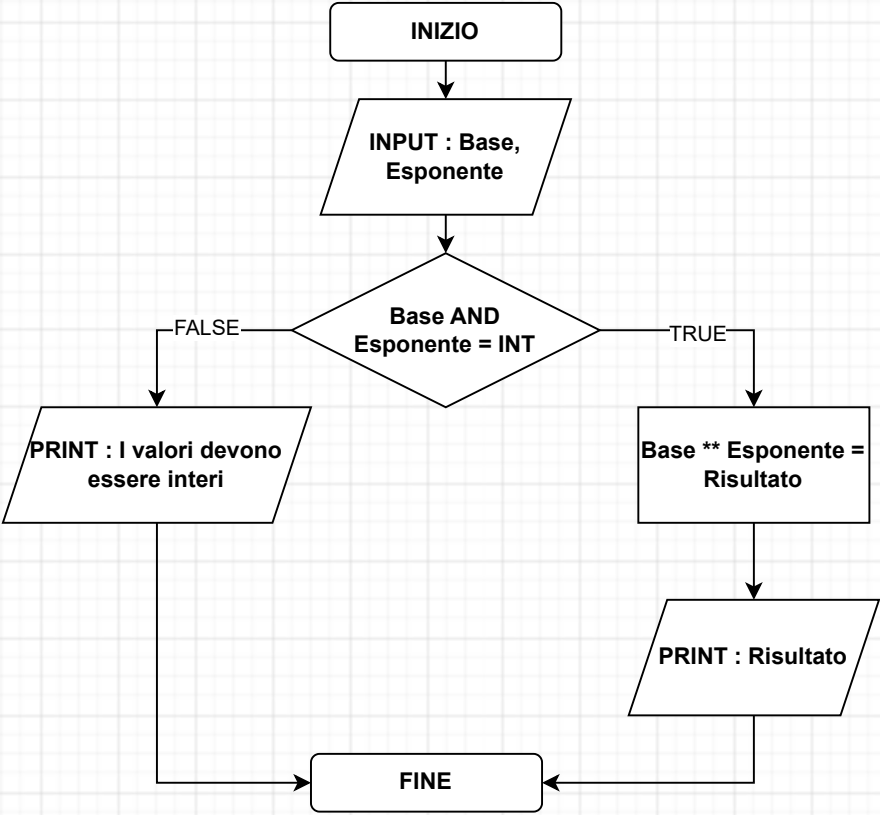 INIZIO
INPUT : Base,
Esponente
Base AND
Esponente = INT
FALSE
TRUE
PRINT : I valori devono
essere interi
Base ** Esponente =
Risultato
PRINT : Risultato
FINE